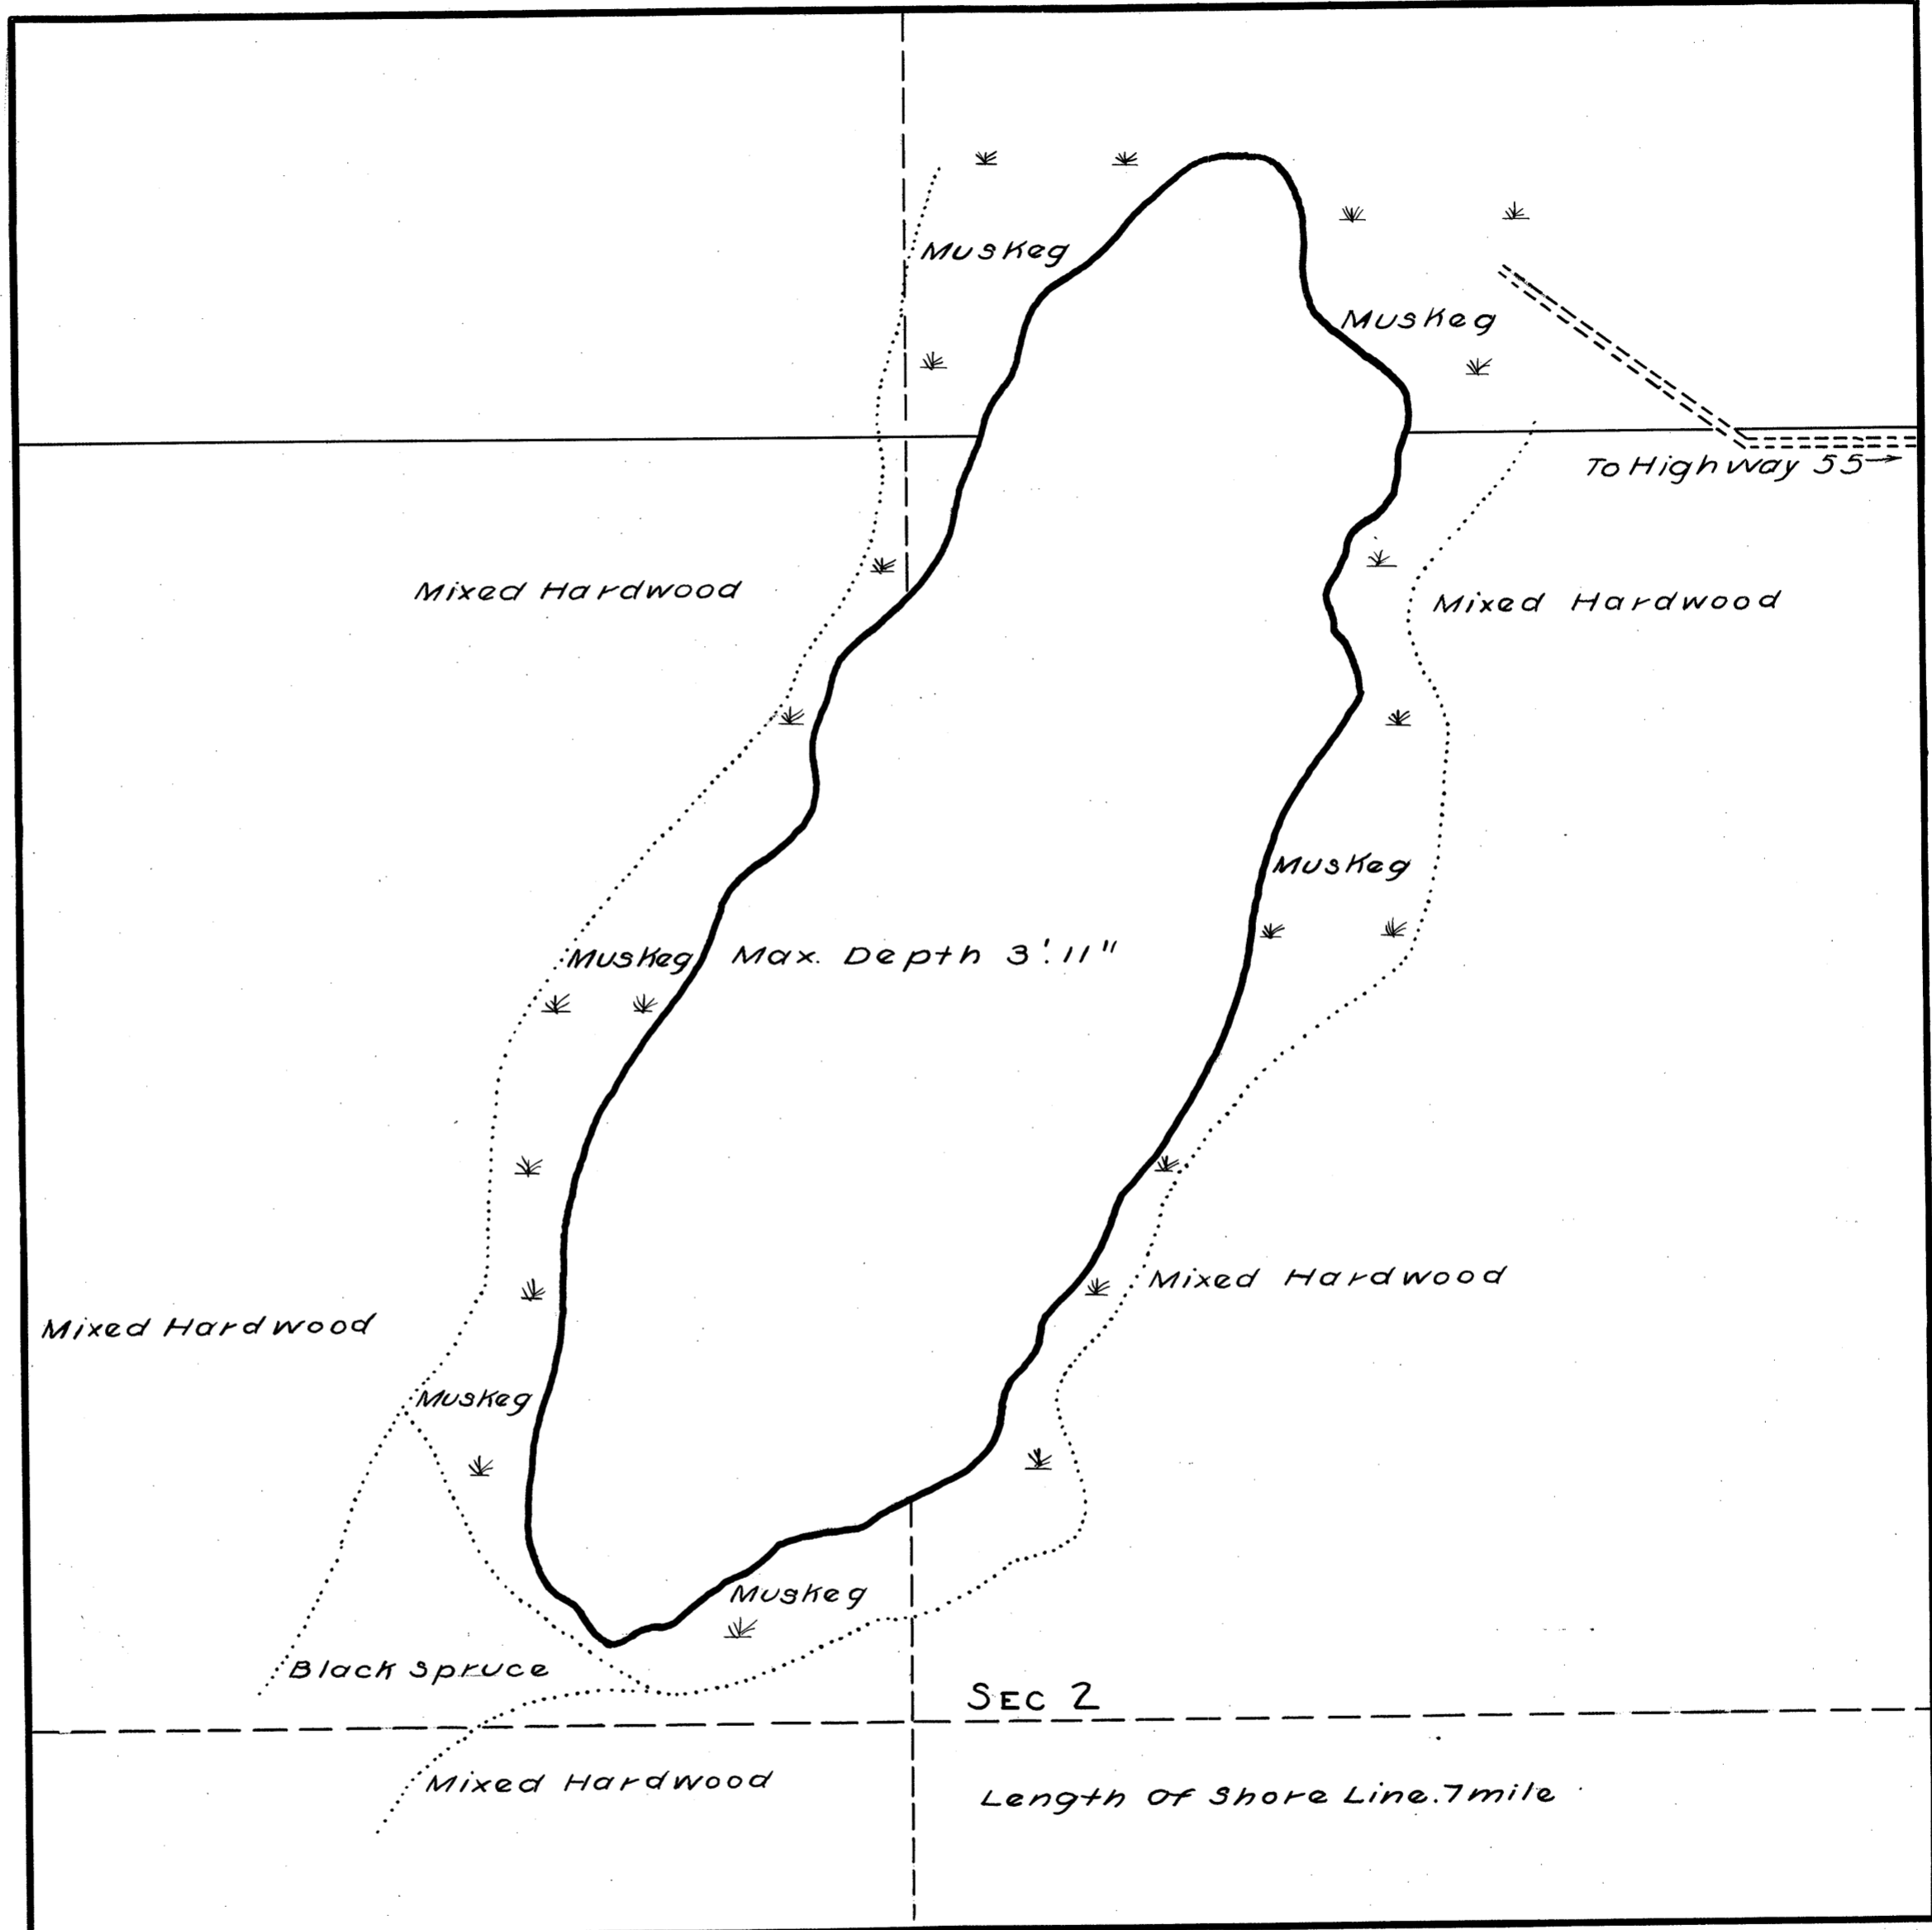 Muskeg
Muskeg
To Highway 55
Mixed Hardwood
Mixed Hardwood
Muskeg
Muskeg
Max. Depth 3'.11"
Mixed Hardwood
Mixed Hardwood
Muskeg
Muskeg
Black Spruce
SEC 2
Mixed Hardwood
Length Of Shore Line .7 mile